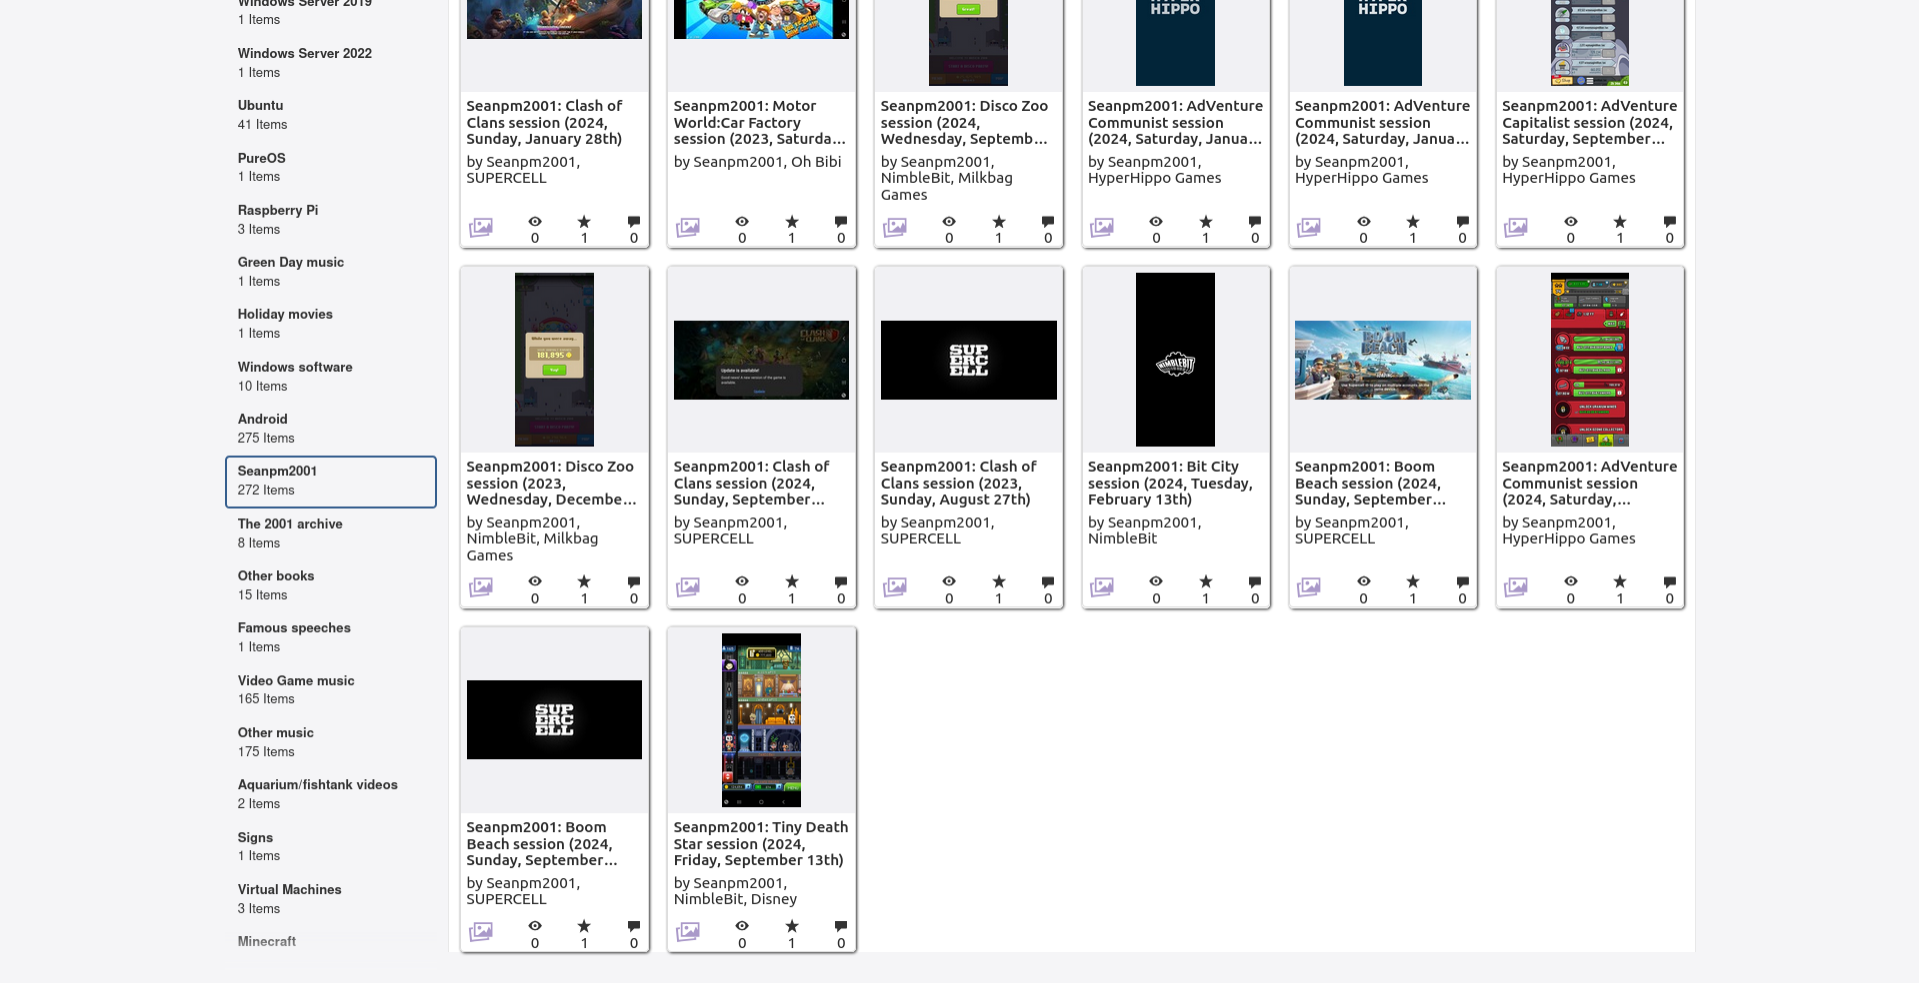 Windows Server 2019
1 Items
Windows Server 2022
1 Items
Ubuntu
41 Items
PureOS
1 Items
Raspberry Pi
3 Items
Green Day music
1 Items
Holiday movies
1 Items
Windows software
10 Items
Android
275 Items
Seanpm2001
272 Items
The 2001 archive
8 Items
Other books
15 Items
Famous speeches
1 Items
Video Game music
165 Items
Other music
175 Items
Aquarium/fishtank videos
2 Items
Signs
1 Items
Virtual Machines
3 Items
Minecraft
Seanpm2001: Clash of
Clans session (2024,
Sunday, January 28th)
by Seanpm2001,
SUPERCELL
0 1 0
Seanpm2001: Motor
World:Car Factory
session (2023, Saturda...
by Seanpm2001, Oh Bibi
0 1 0
Seanpm2001: Disco Zoo
session (2024,
Wednesday, Septemb...
by Seanpm2001,
NimbleBit, Milkbag
Games
0 1 0
HIPPO
Seanpm2001: AdVenture
Communist session
(2024, Saturday, Janua...
by Seanpm2001,
HyperHippo Games
0 1 0
HIPPO
Seanpm2001: AdVenture
Communist session
(2024, Saturday, Janua...
by Seanpm2001,
HyperHippo Games
0 1 0
Seanpm2001: AdVenture
Capitalist session (2024,
Saturday, September...
by Seanpm2001,
HyperHippo Games
0 1 0
While you were away...
181,895
Seanpm2001: Disco Zoo
session (2023,
Wednesday, Decembe...
by Seanpm2001,
NimbleBit, Milkbag
Games
0 1 0
CLASH
CLANS
Update is available!
Seanpm2001: Clash of
Clans session (2024,
Sunday, September...
by Seanpm2001,
SUPERCELL
0 1 0
SUP
ERC
ELL
Seanpm2001: Clash of
Clans session (2023,
Sunday, August 27th)
by Seanpm2001,
SUPERCELL
0 1 0
NIMBLEBIT
Seanpm2001: Bit City
session (2024, Tuesday,
February 13th)
by Seanpm2001,
NimbleBit
0 1 0
BOOM
BEACH
Seanpm2001: Boom
Beach session (2024,
Sunday, September...
by Seanpm2001,
SUPERCELL
0 1 0
Seanpm2001: AdVenture
Communist session
(2024, Saturday,...
by Seanpm2001,
HyperHippo Games
0 1 0
SUP
ERC
ELL
Seanpm2001: Boom
Beach session (2024,
Sunday, September...
by Seanpm2001,
SUPERCELL
0 1 0
Seanpm2001: Tiny Death
Star session (2024,
Friday, September 13th)
by Seanpm2001,
NimbleBit, Disney
0 1 0